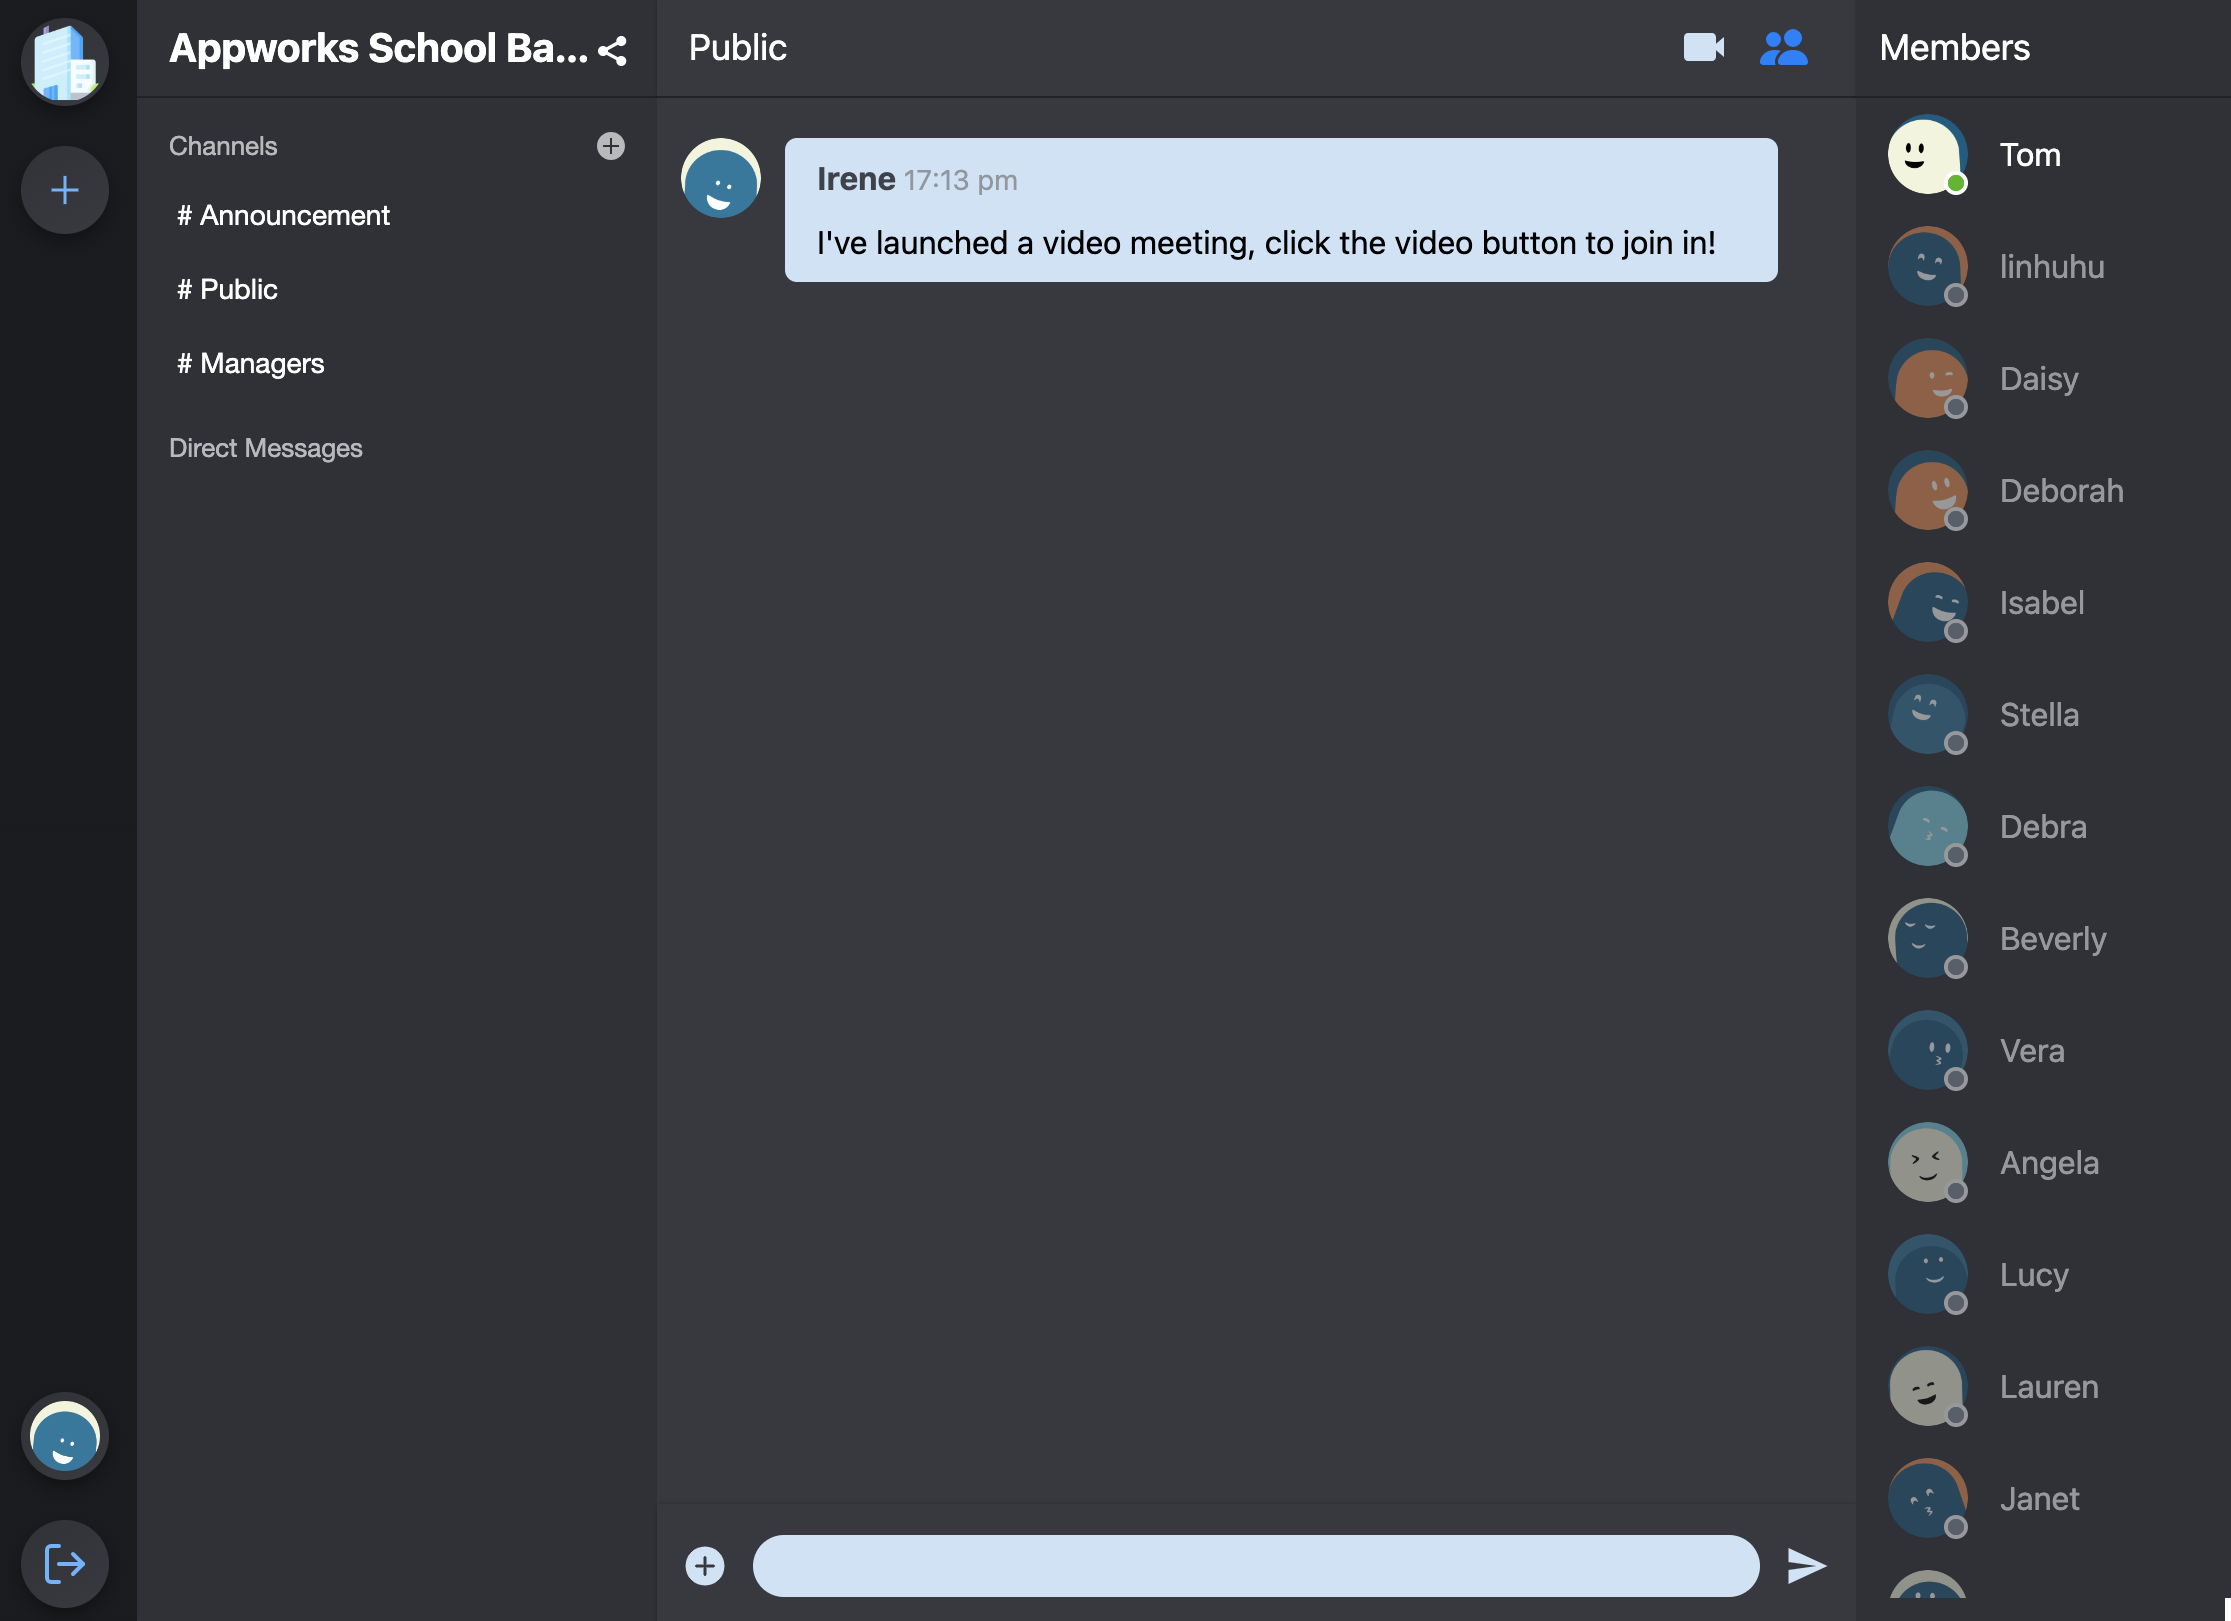 Appworks School Ba...
Channels
# Announcement
# Public
# Managers
Direct Messages
Public
Irene 17:13 pm
I've launched a video meeting, click the video button to join in!
Members
Tom
linhuhu
Daisy
Deborah
Isabel
Stella
Debra
Beverly
Vera
Angela
Lucy
Lauren
Janet